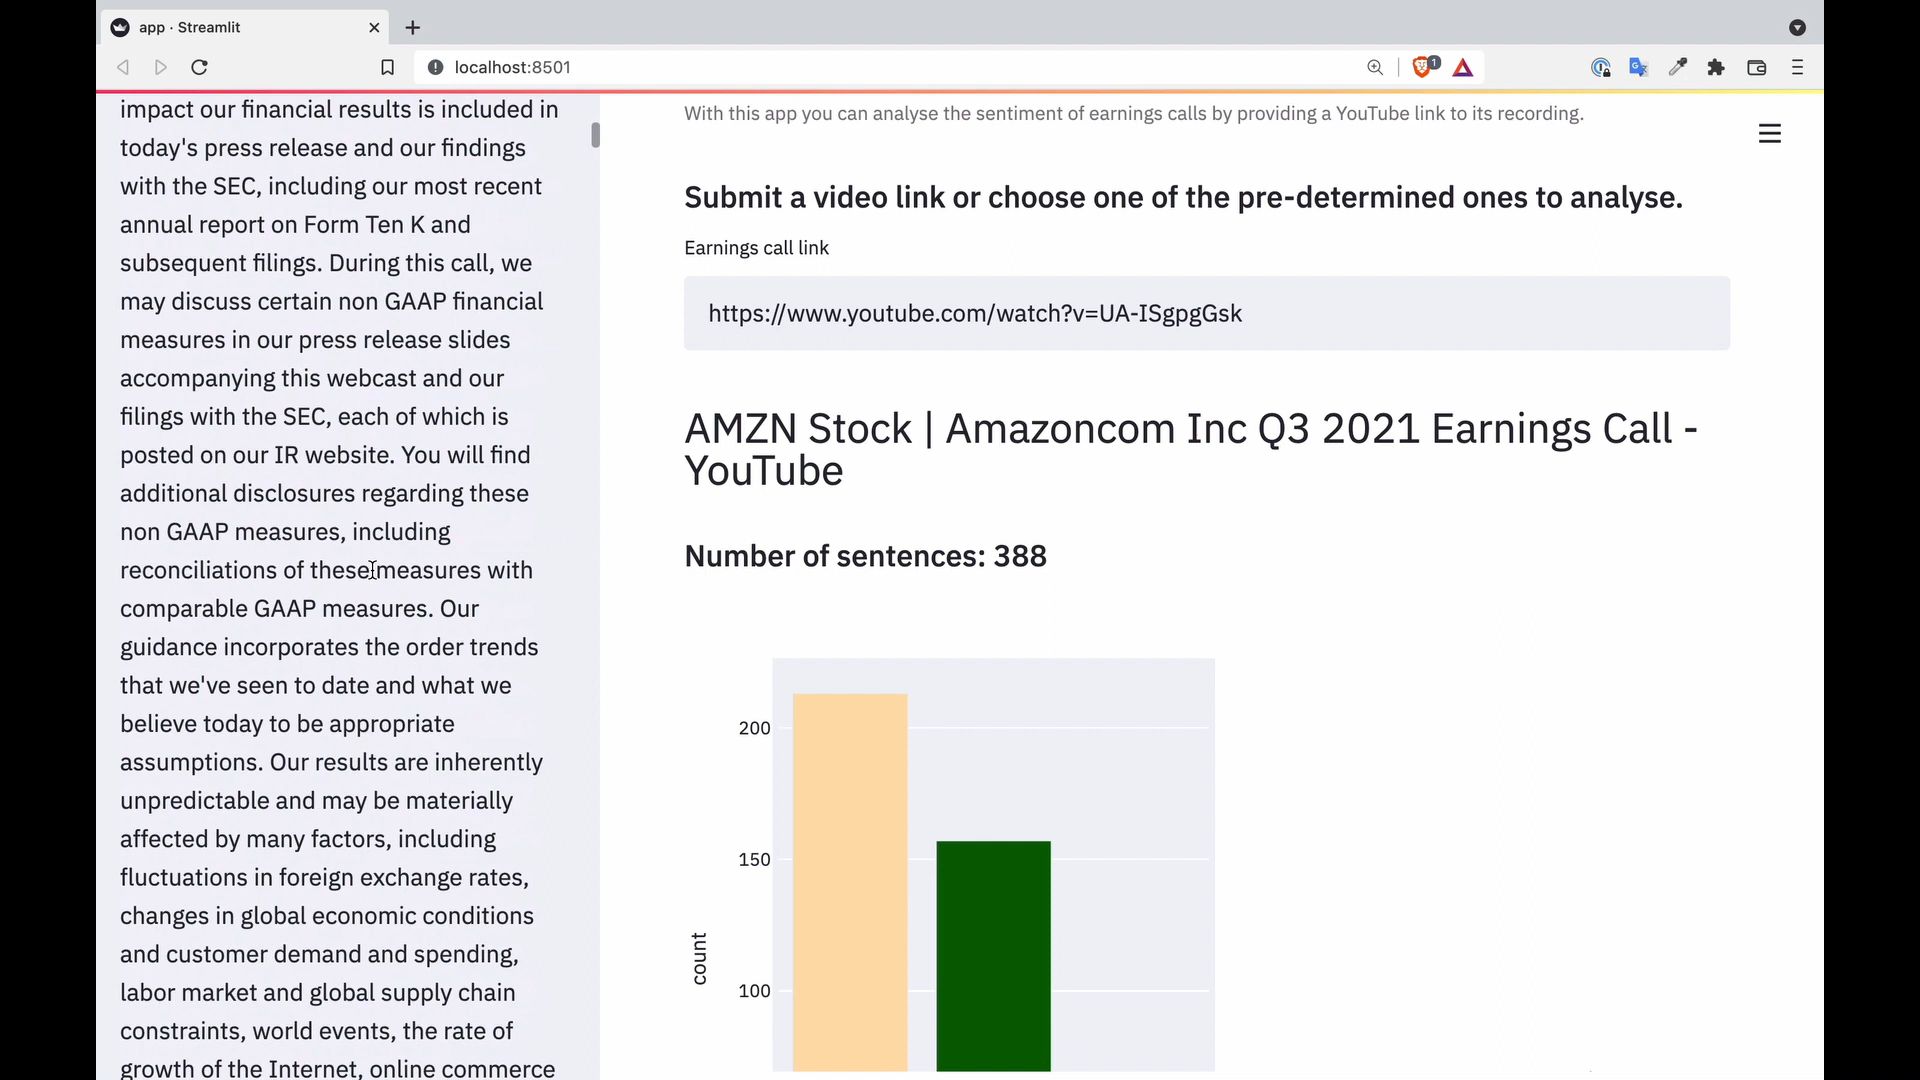 app · Streamlit
localhost:8501
1
impact our financial results is included in
today's press release and our findings
with the SEC, including our most recent
annual report on Form Ten K and
subsequent filings. During this call, we
may discuss certain non GAAP financial
measures in our press release slides
accompanying this webcast and our
filings with the SEC, each of which is
posted on our IR website. You will find
additional disclosures regarding these
non GAAP measures, including
reconciliations of these measures with
comparable GAAP measures. Our
guidance incorporates the order trends
that we've seen to date and what we
believe today to be appropriate
assumptions. Our results are inherently
unpredictable and may be materially
affected by many factors, including
fluctuations in foreign exchange rates,
changes in global economic conditions
and customer demand and spending,
labor market and global supply chain
constraints, world events, the rate of
growth of the Internet, online commerce
With this app you can analyse the sentiment of earnings calls by providing a YouTube link to its recording.
Submit a video link or choose one of the pre-determined ones to analyse.
Earnings call link
https://www.youtube.com/watch?v=UA-ISgpgGsk
AMZN Stock | Amazoncom Inc Q3 2021 Earnings Call -
YouTube
Number of sentences: 388
200
150
100
count